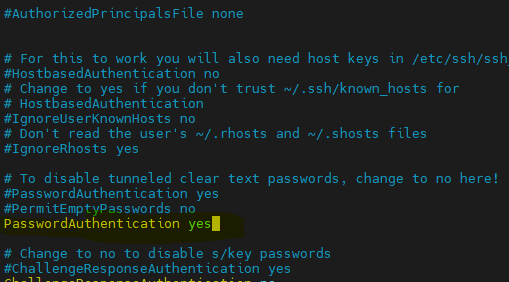 #AuthorizedPrincipalsFile none
# For this to work you will also need host keys in /etc/ssh/ssh_
#HostbasedAuthentication no
# Change to yes if you don't trust ~/.ssh/known_hosts for
# HostbasedAuthentication
#IgnoreUserKnownHosts no
# Don't read the user's ~/.rhosts and ~/.shosts files
#IgnoreRhosts yes
# To disable tunneled clear text passwords, change to no here!
#PasswordAuthentication yes
#PermitEmptyPasswords no
PasswordAuthentication yes
# Change to no to disable s/key passwords
#ChallengeResponseAuthentication yes
ChallengeResponseAuthentication no